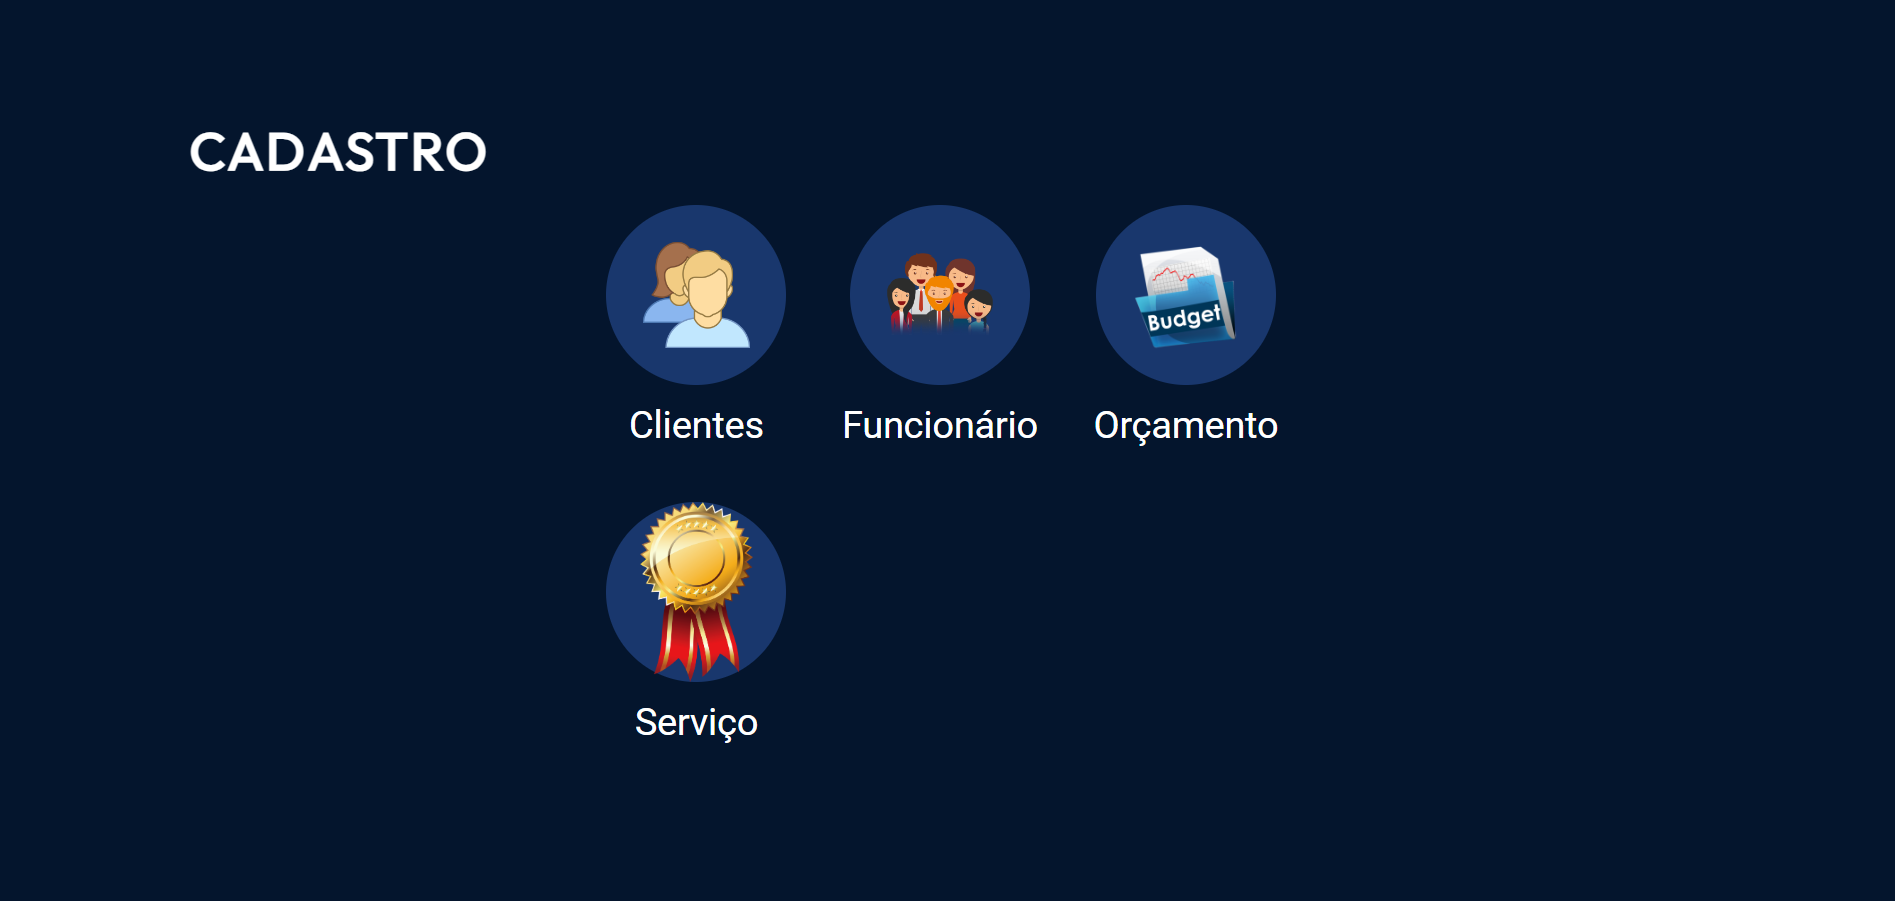 CADASTRO
Budget
Clientes
Funcionário
Orçamento
Serviço